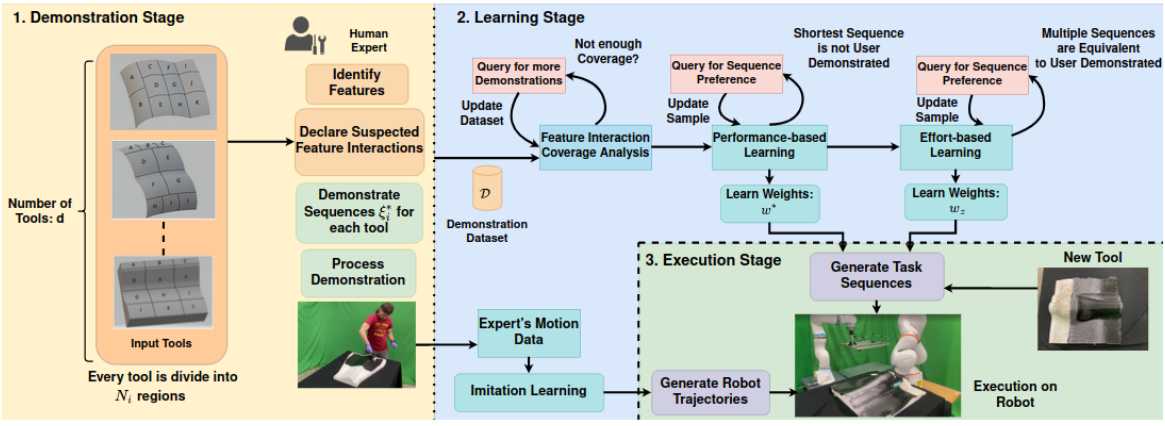 1. Demonstration Stage
Number of
Tools: d
A C F I
D G J
B E H K
A B C
D E
F G
H I J
Input Tools
Every tool is divide into
N_i regions
Human
Expert
Identify
Features
Declare Suspected
Feature Interactions
Demonstrate
Sequences ξ_i^* for
each tool
Process
Demonstration
2. Learning Stage
Query for more
Demonstrations
Not enough
Coverage?
Update
Dataset
Feature Interaction
Coverage Analysis
𝒟
Demonstration
Dataset
Query for Sequence
Preference
Shortest Sequence
is not User
Demonstrated
Update
Sample
Performance-based
Learning
Learn Weights:
w^*
Query for Sequence
Preference
Multiple Sequences
are Equivalent
to User Demonstrated
Update
Sample
Effort-based
Learning
Learn Weights:
w_z
Expert's Motion
Data
Imitation Learning
3. Execution Stage
Generate Task
Sequences
New Tool
Generate Robot
Trajectories
Execution on
Robot